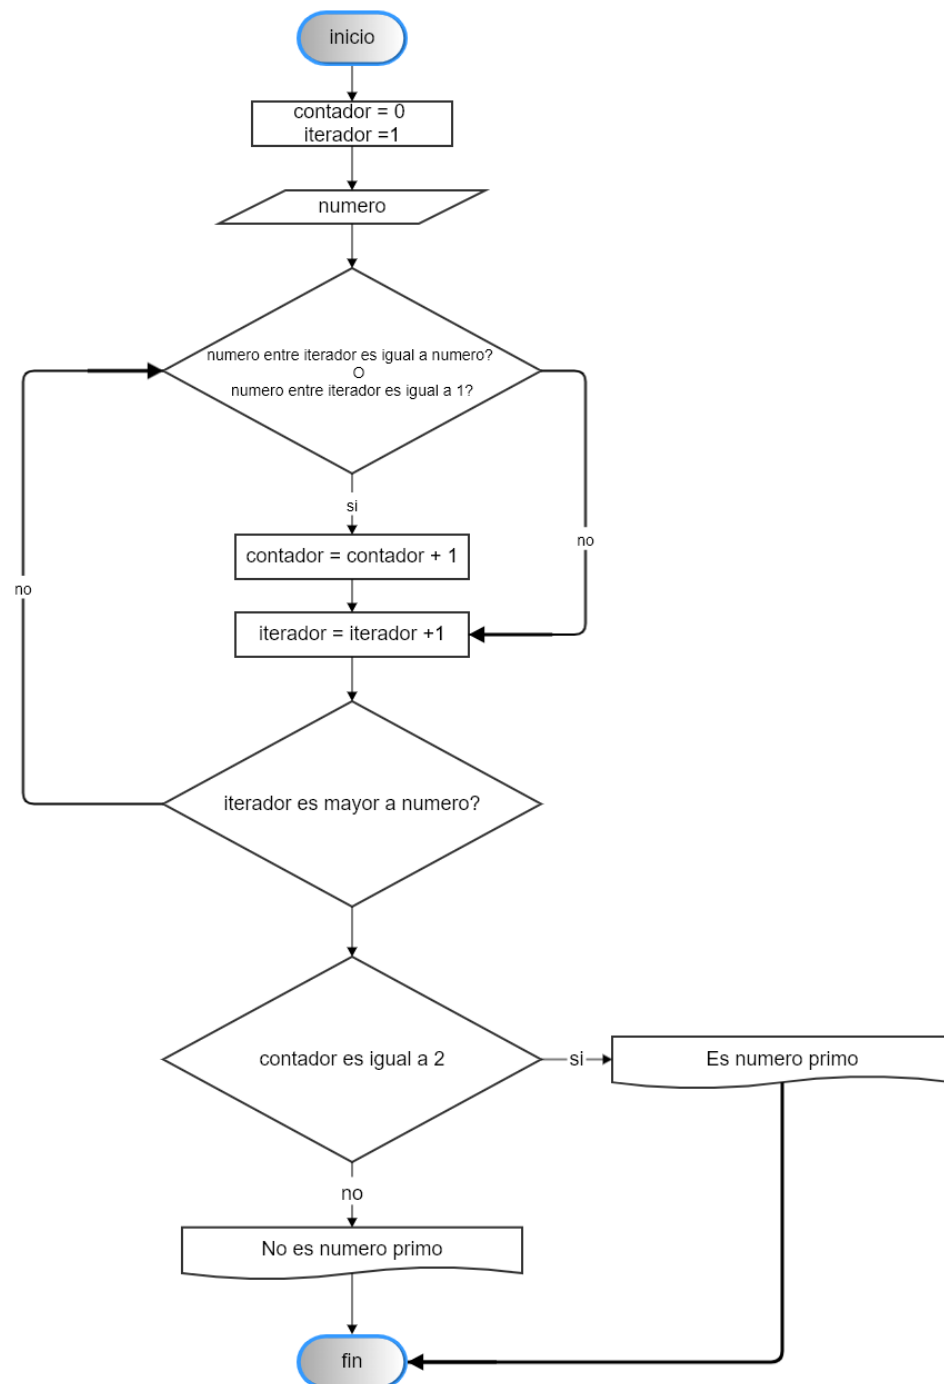 inicio
contador = 0
iterador =1
numero
numero entre iterador es igual a numero?
O
numero entre iterador es igual a 1?
si
no
contador = contador + 1
no
iterador = iterador +1
iterador es mayor a numero?
contador es igual a 2
si
Es numero primo
no
No es numero primo
fin